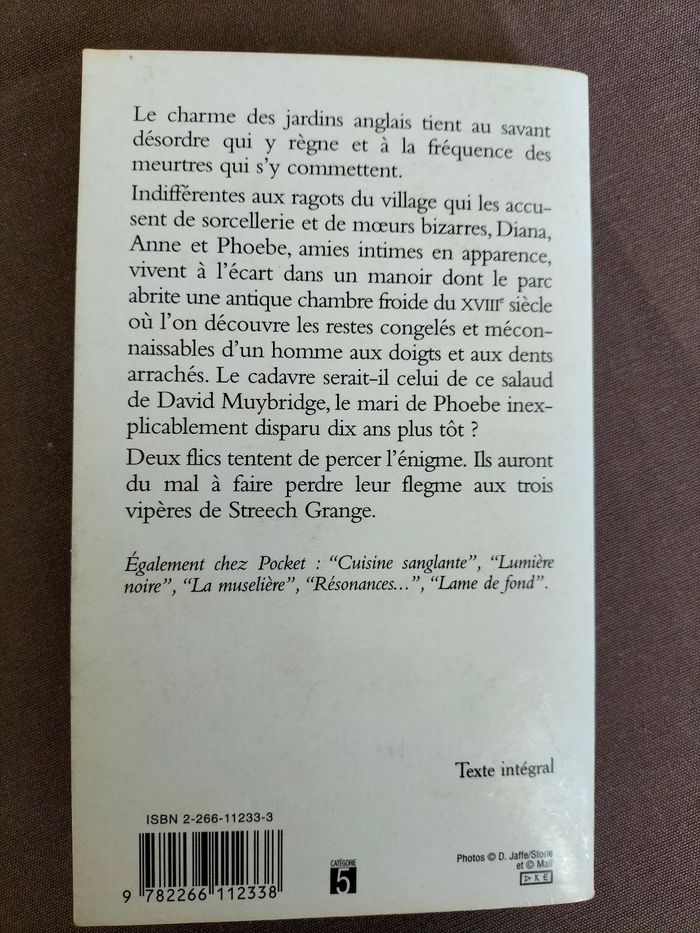 Le charme des jardins anglais tient au savant
désordre qui y règne et à la fréquence des
meurtres qui s'y commettent.
Indifférentes aux ragots du village qui les accu-
sent de sorcellerie et de mœurs bizarres, Diana,
Anne et Phoebe, amies intimes en apparence,
vivent à l'écart dans un manoir dont le parc
abrite une antique chambre froide du XVIIIe siècle
où l'on découvre les restes congelés et mécon-
naissables d'un homme aux doigts et aux dents
arrachés. Le cadavre serait-il celui de ce salaud
de David Muybridge, le mari de Phoebe inex-
plicablement disparu dix ans plus tôt ?
Deux flics tentent de percer l'énigme. Ils auront
du mal à faire perdre leur flegme aux trois
vipères de Streech Grange.
Également chez Pocket : “Cuisine sanglante”, “Lumière
noire”, “La muselière”, “Résonances...”, “Lame de fond”.
Texte intégral
ISBN 2-266-11233-3
9 782266 112338
CATÉGORIE
5
Photos © D. Jaffe/Stone
et © Mall